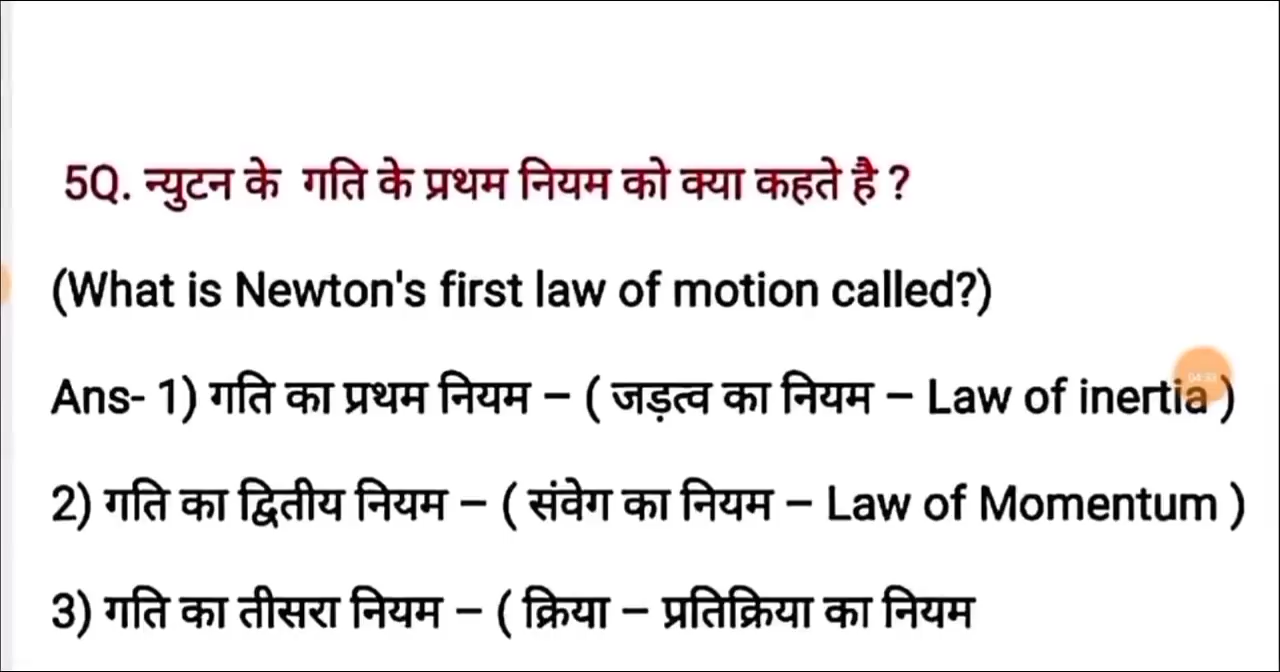 5Q. न्युटन के गति के प्रथम नियम को क्या कहते है ?
(What is Newton's first law of motion called?)
Ans- 1) गति का प्रथम नियम – ( जड़त्व का नियम – Law of inertia )
2) गति का द्वितीय नियम – ( संवेग का नियम – Law of Momentum )
3) गति का तीसरा नियम – ( क्रिया – प्रतिक्रिया का नियम